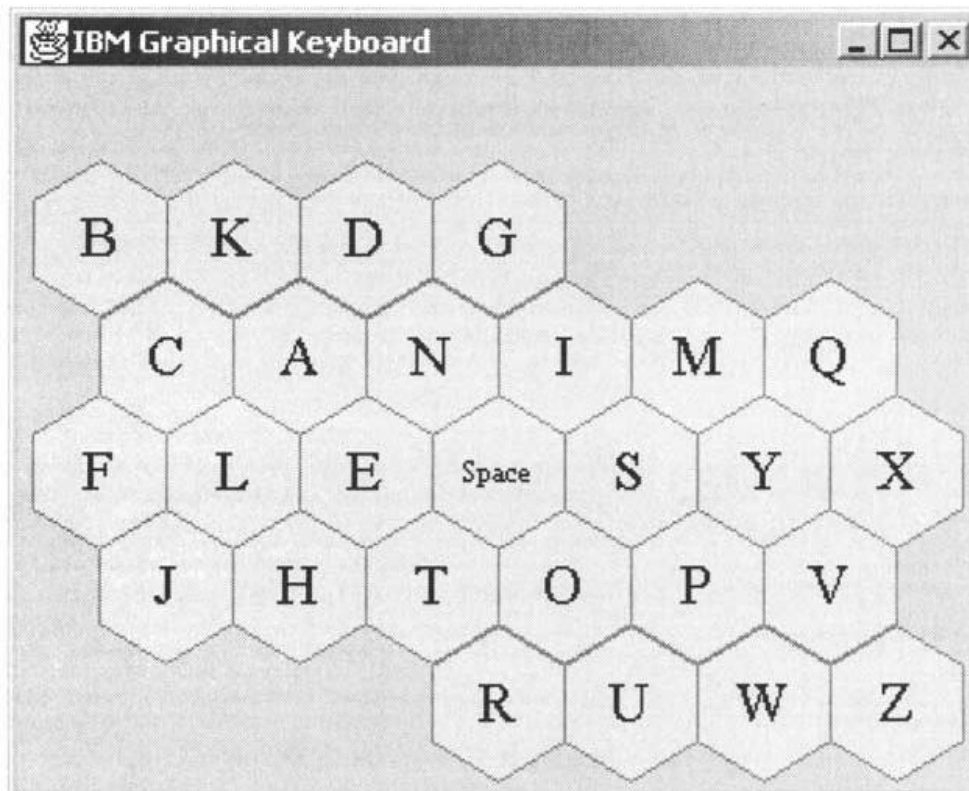 IBM Graphical Keyboard
B K D G
C A N I M Q
F L E Space S Y X
J H T O P V
R U W Z